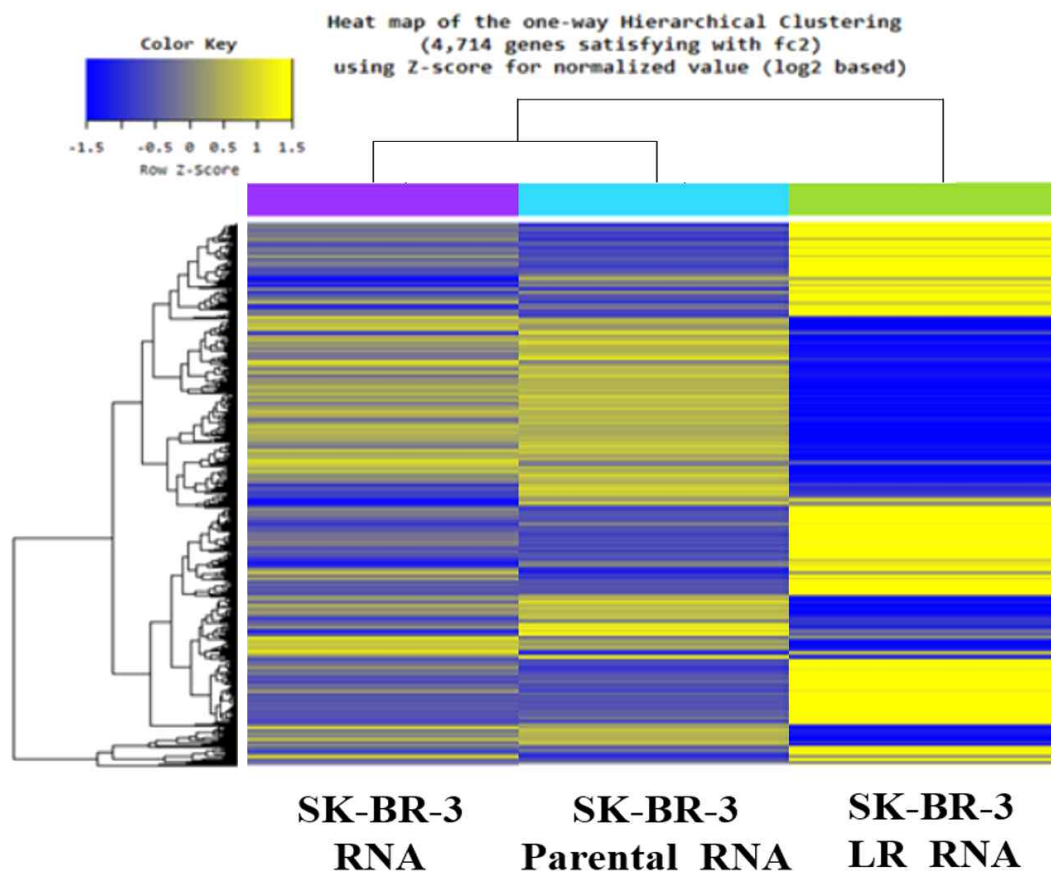 Heat map of the one-way Hierarchical Clustering
(4,714 genes satisfying with fc2)
using Z-score for normalized value (log2 based)
Color Key
-1.5 -0.5 0 0.5 1 1.5
Row Z-Score
SK-BR-3 RNA
SK-BR-3 Parental RNA
SK-BR-3 LR RNA